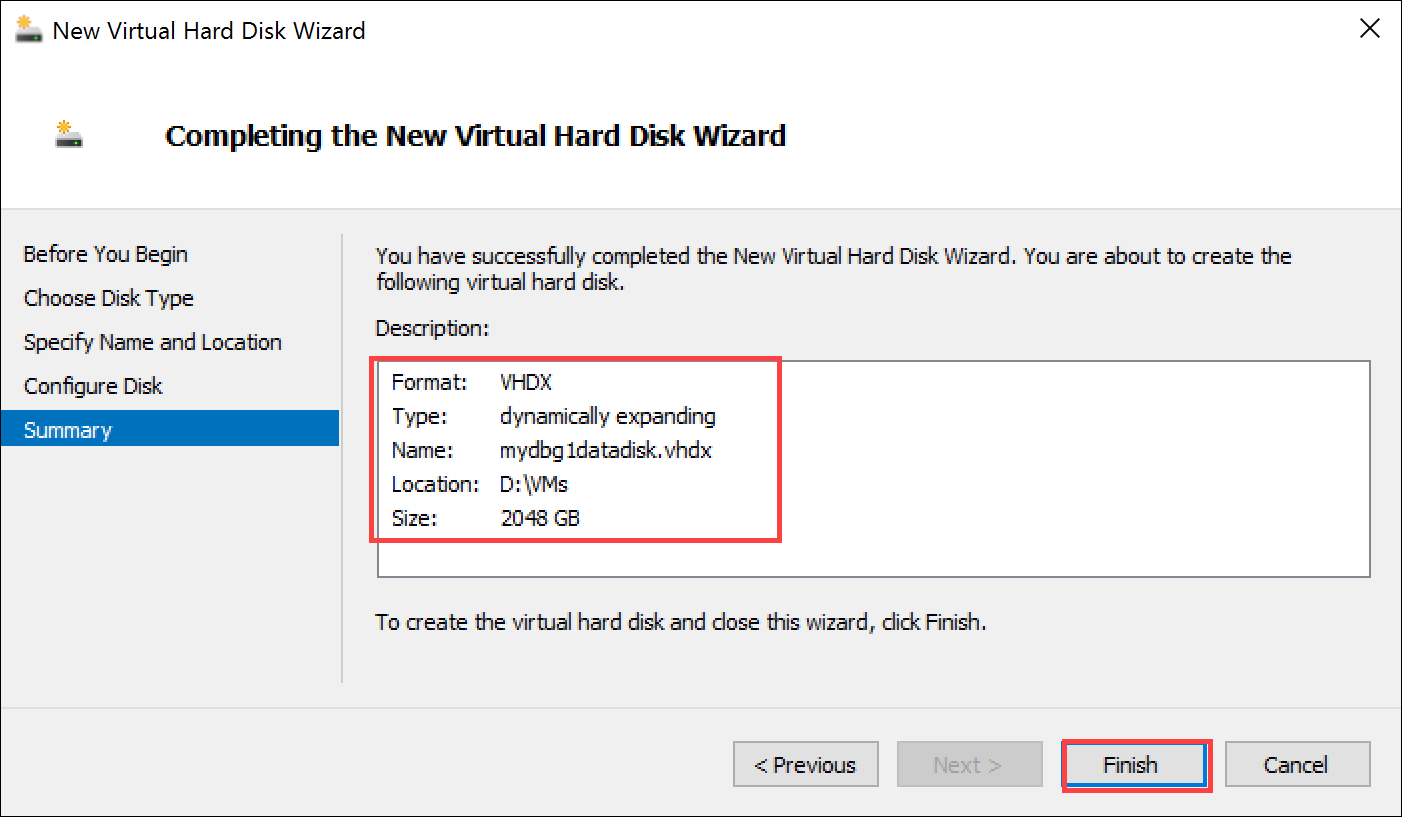 New Virtual Hard Disk Wizard
Completing the New Virtual Hard Disk Wizard
Before You Begin
Choose Disk Type
Specify Name and Location
Configure Disk
Summary
You have successfully completed the New Virtual Hard Disk Wizard. You are about to create the
following virtual hard disk.
Description:
Format: VHDX
Type: dynamically expanding
Name: mydbg1datadisk.vhdx
Location: D:\VMs
Size: 2048 GB
To create the virtual hard disk and close this wizard, click Finish.
< Previous
Next >
Finish
Cancel